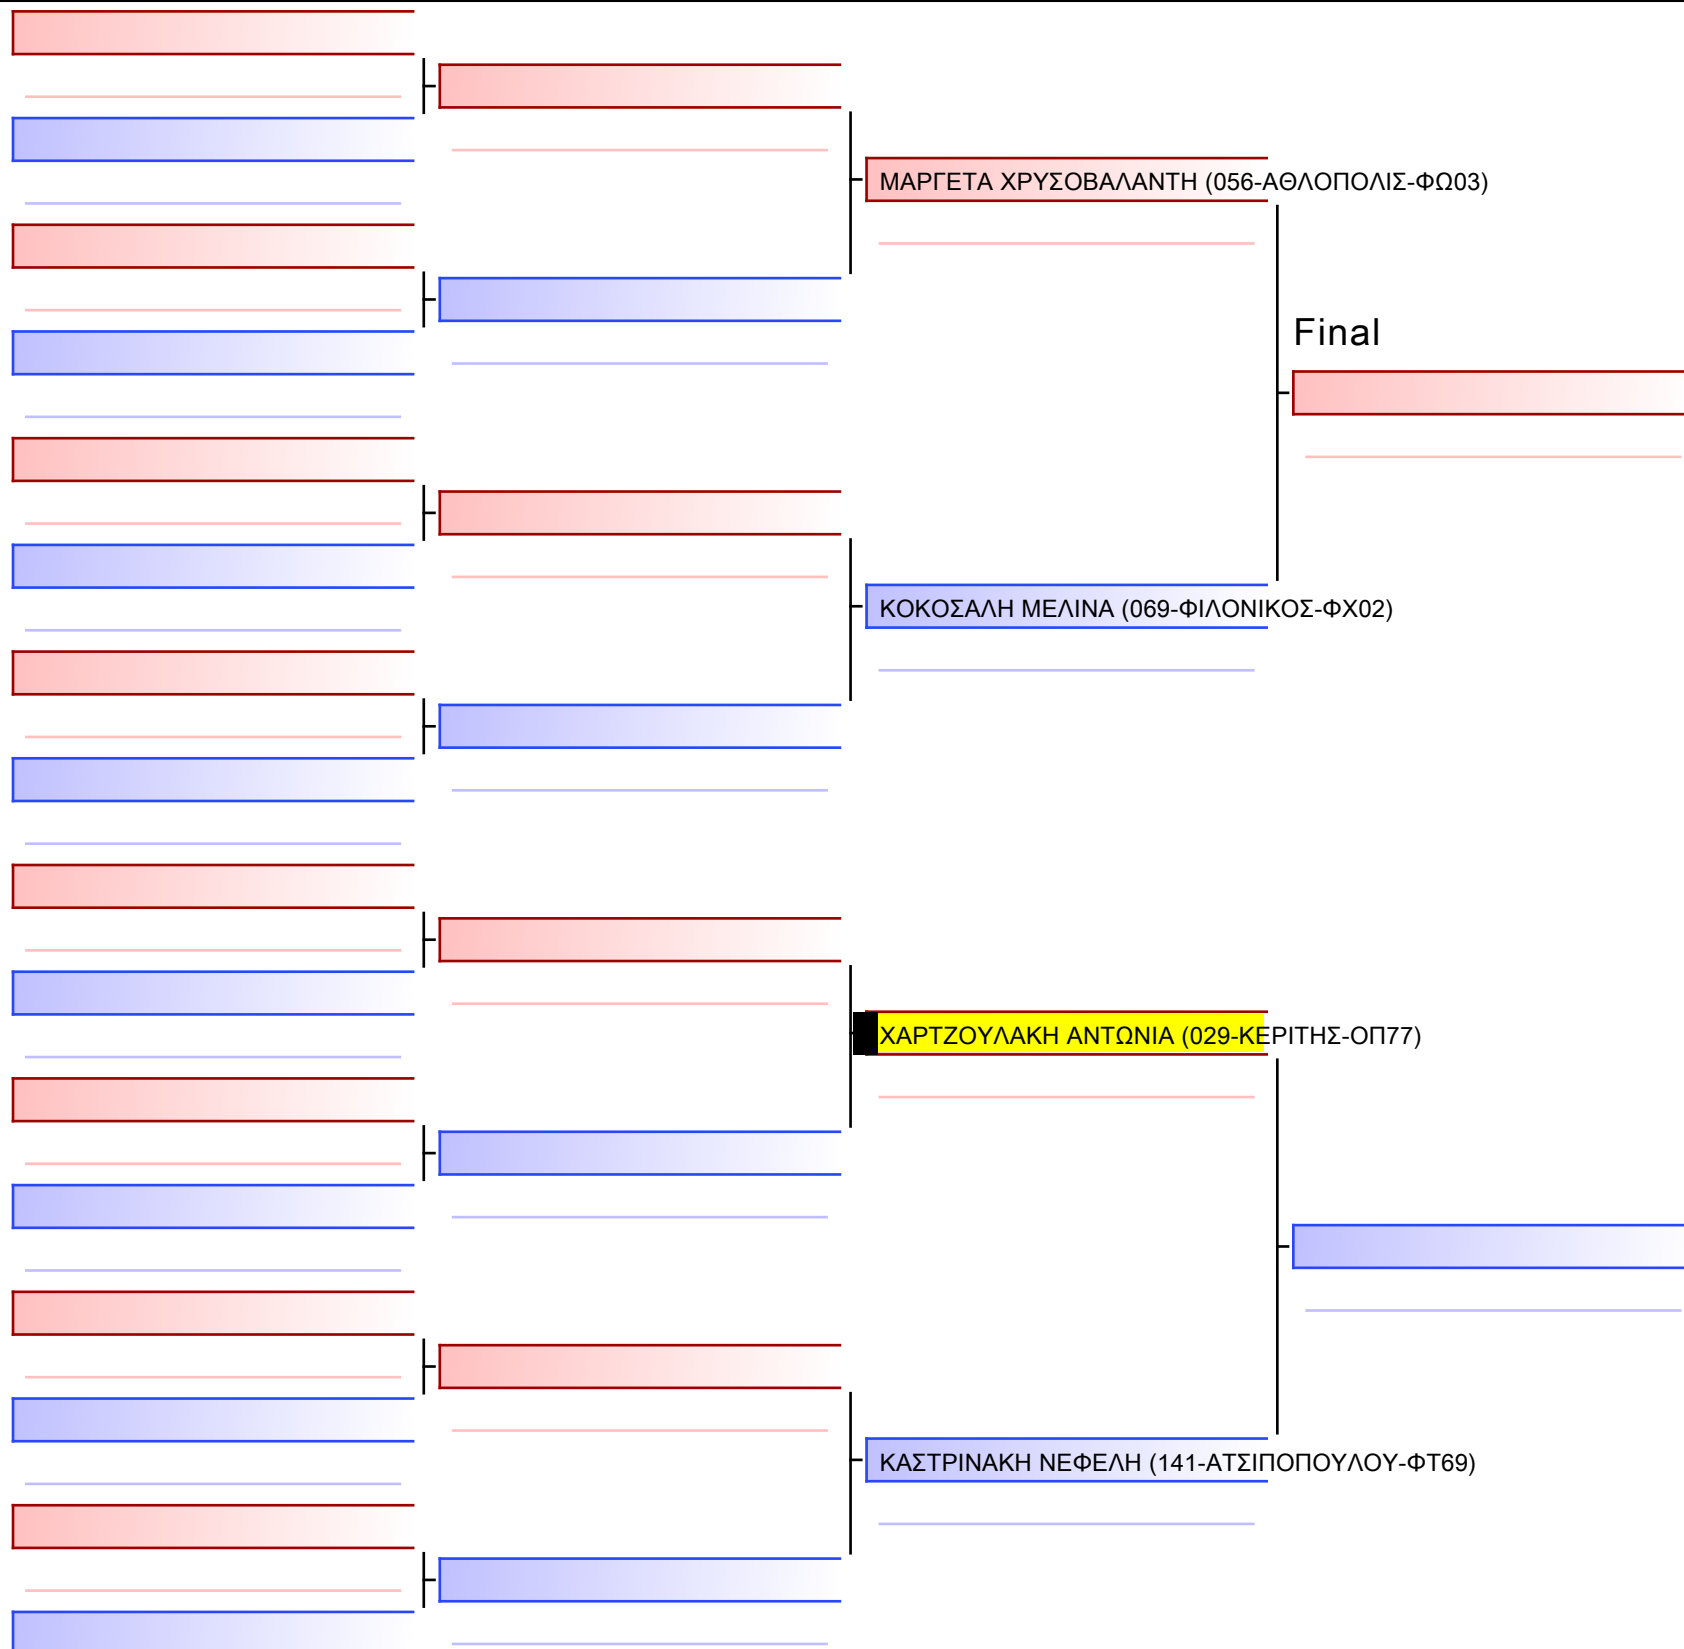 ΜΑΡΓΕΤΑ ΧΡΥΣΟΒΑΛΑΝΤΗ (056-ΑΘΛΟΠΟΛΙΣ-ΦΩ03)
Final
ΚΟΚΟΣΑΛΗ ΜΕΛΙΝΑ (069-ΦΙΛΟΝΙΚΟΣ-ΦΧ02)
ΧΑΡΤΖΟΥΛΑΚΗ ΑΝΤΩΝΙΑ (029-ΚΕΡΙΤΗΣ-ΟΠ77)
ΚΑΣΤΡΙΝΑΚΗ ΝΕΦΕΛΗ (141-ΑΤΣΙΠΟΠΟΥΛΟΥ-ΦΤ69)